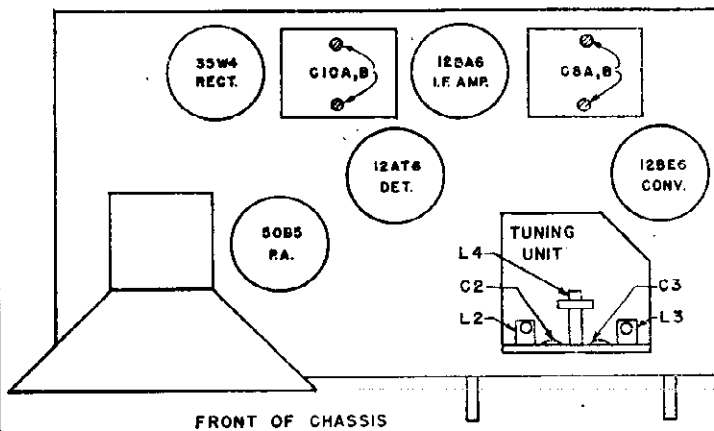 35W4
RECT.
C10A,B
12BA6
I.F. AMP.
C8A,B
12AT6
DET.
12BE6
CONV.
50B5
P.A.
TUNING
UNIT
L4
C2
C3
L2
L3
FRONT OF CHASSIS